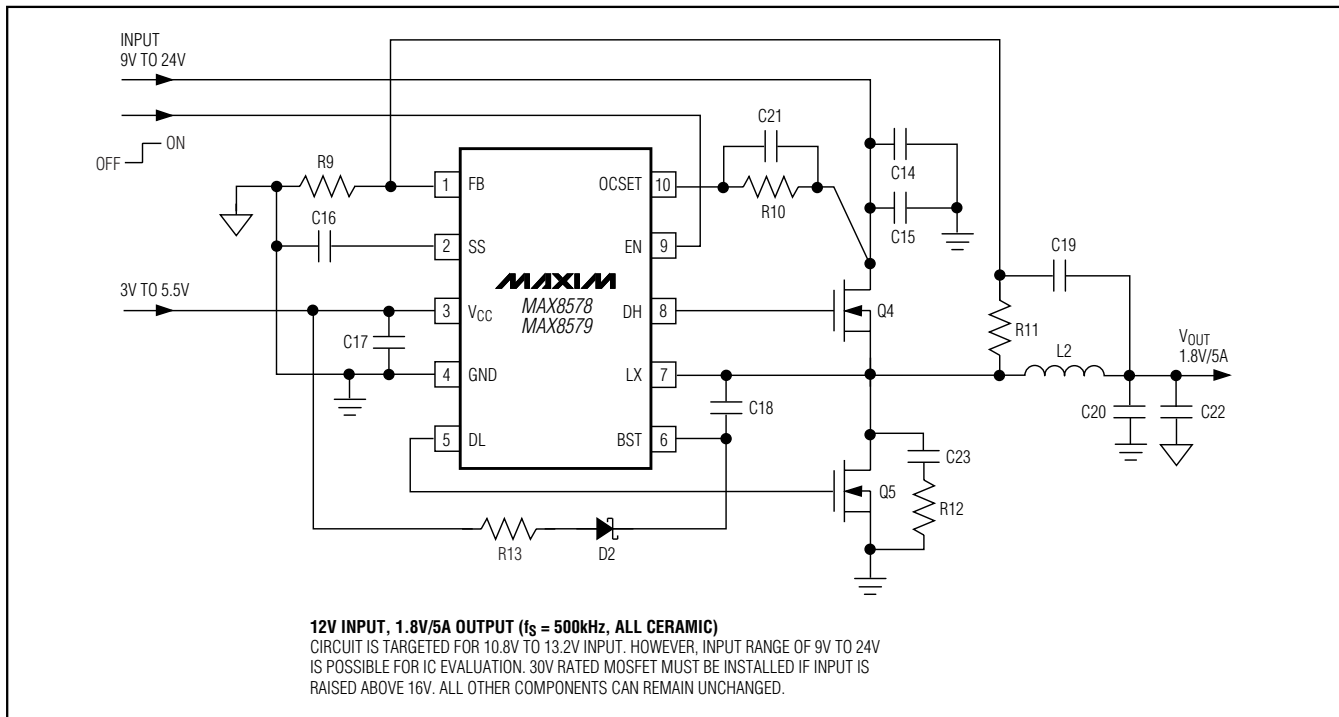 INPUT
9V TO 24V
OFF
ON
R9
C16
3V TO 5.5V
C17
1
FB
2
SS
3
VCC
4
GND
5
DL
MAXIM
MAX8578
MAX8579
OCSET
10
EN
9
DH
8
LX
7
BST
6
C21
R10
C14
C15
Q4
C18
Q5
C23
R12
R13
D2
C19
R11
L2
VOUT
1.8V/5A
C20
C22
12V INPUT, 1.8V/5A OUTPUT (fS = 500kHz, ALL CERAMIC)
CIRCUIT IS TARGETED FOR 10.8V TO 13.2V INPUT. HOWEVER, INPUT RANGE OF 9V TO 24V
IS POSSIBLE FOR IC EVALUATION. 30V RATED MOSFET MUST BE INSTALLED IF INPUT IS
RAISED ABOVE 16V. ALL OTHER COMPONENTS CAN REMAIN UNCHANGED.